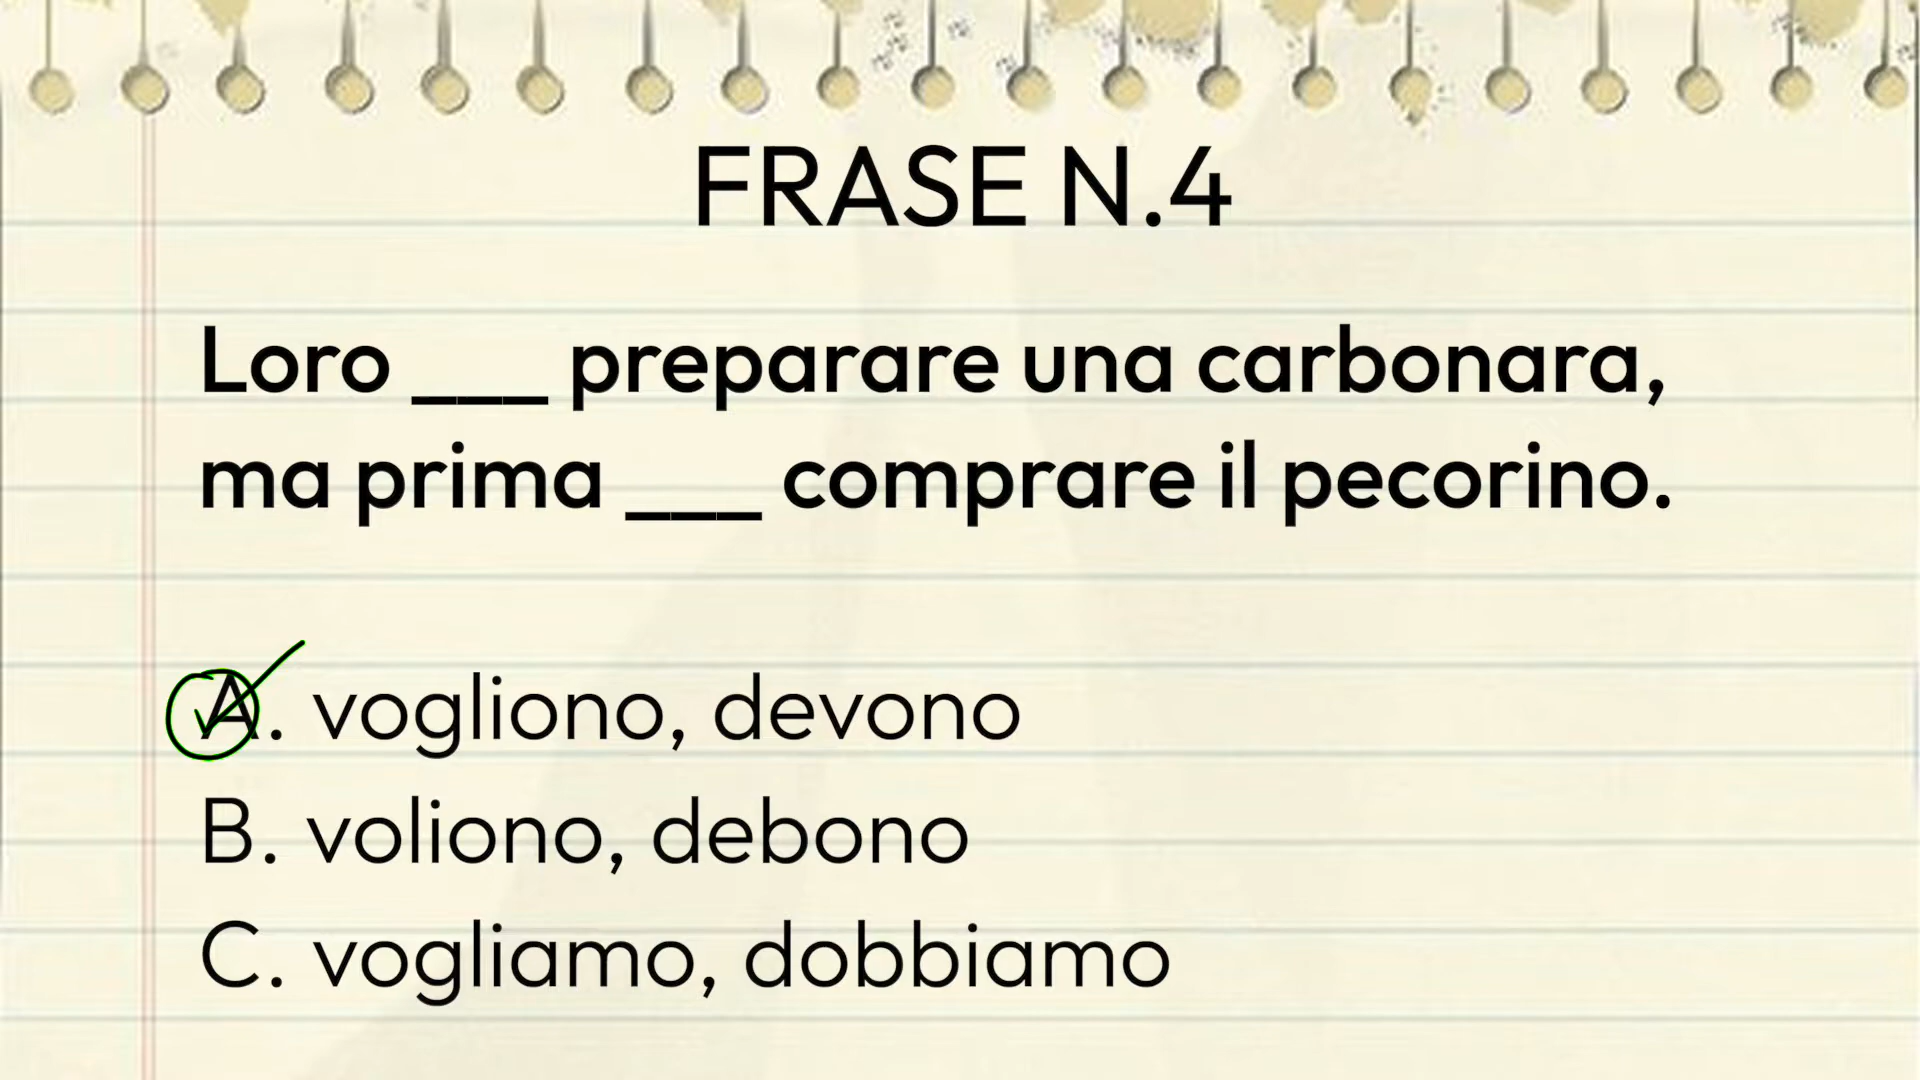 FRASE N.4
Loro ___ preparare una carbonara,
ma prima ___ comprare il pecorino.
A. vogliono, devono
B. voliono, debono
C. vogliamo, dobbiamo